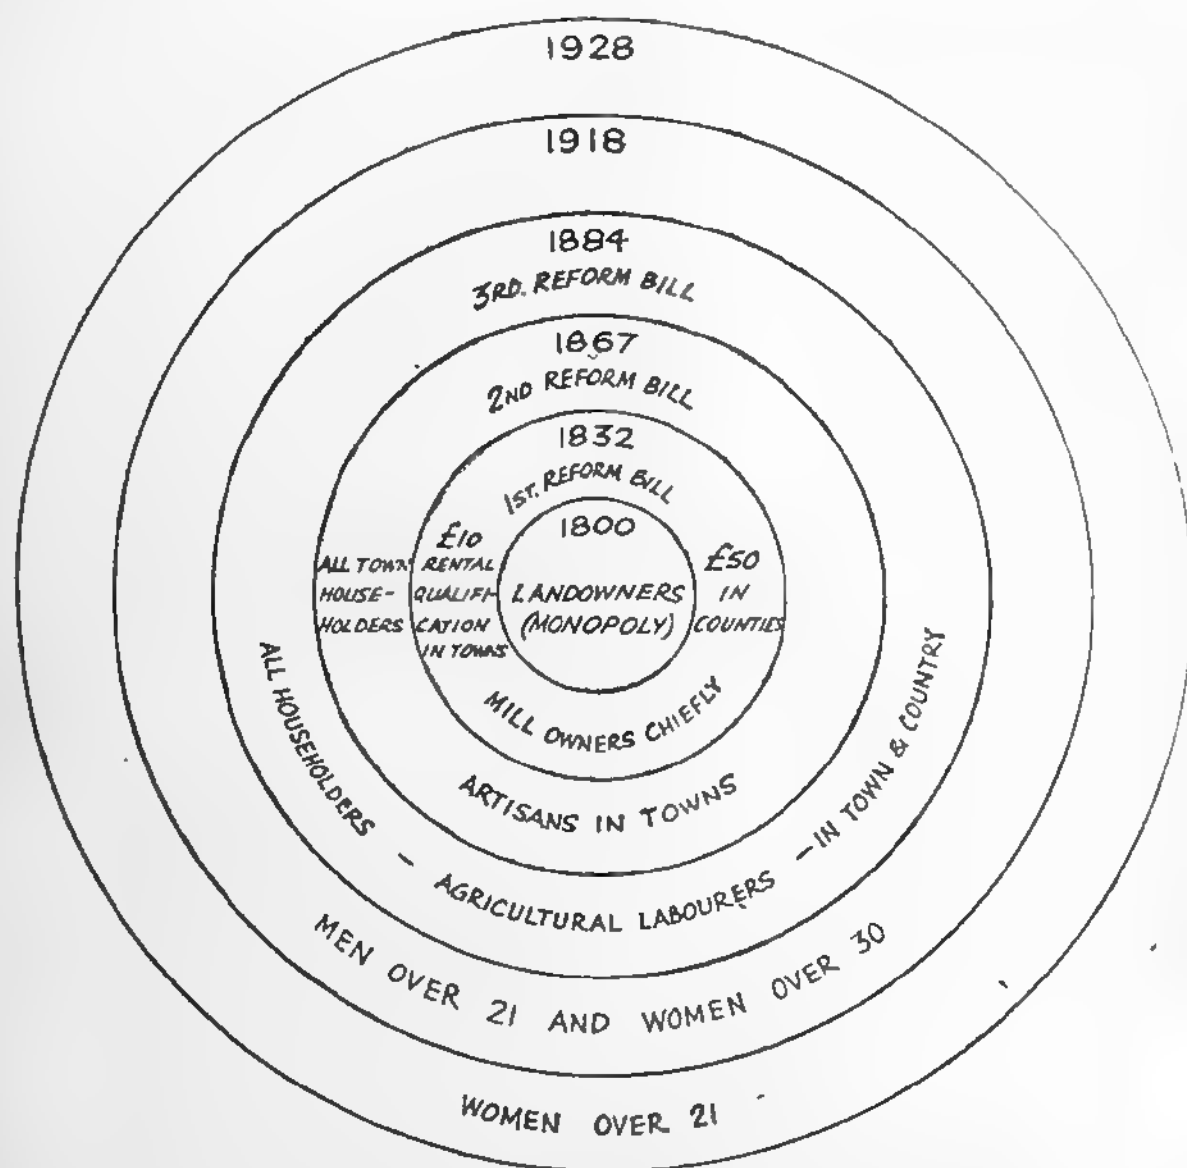 1928
1918
1884
3RD. REFORM BILL
1867
2ND REFORM BILL
1832
1ST. REFORM BILL
1800
LANDOWNERS
(MONOPOLY)
£10
RENTAL
QUALIFI-
CATION
IN TOWNS
£50
IN
COUNTIES
MILL OWNERS CHIEFLY
ALL TOWN
HOUSE-
HOLDERS
ARTISANS IN TOWNS
ALL HOUSEHOLDERS - AGRICULTURAL LABOURERS - IN TOWN & COUNTRY
MEN OVER 21 AND WOMEN OVER 30
WOMEN OVER 21